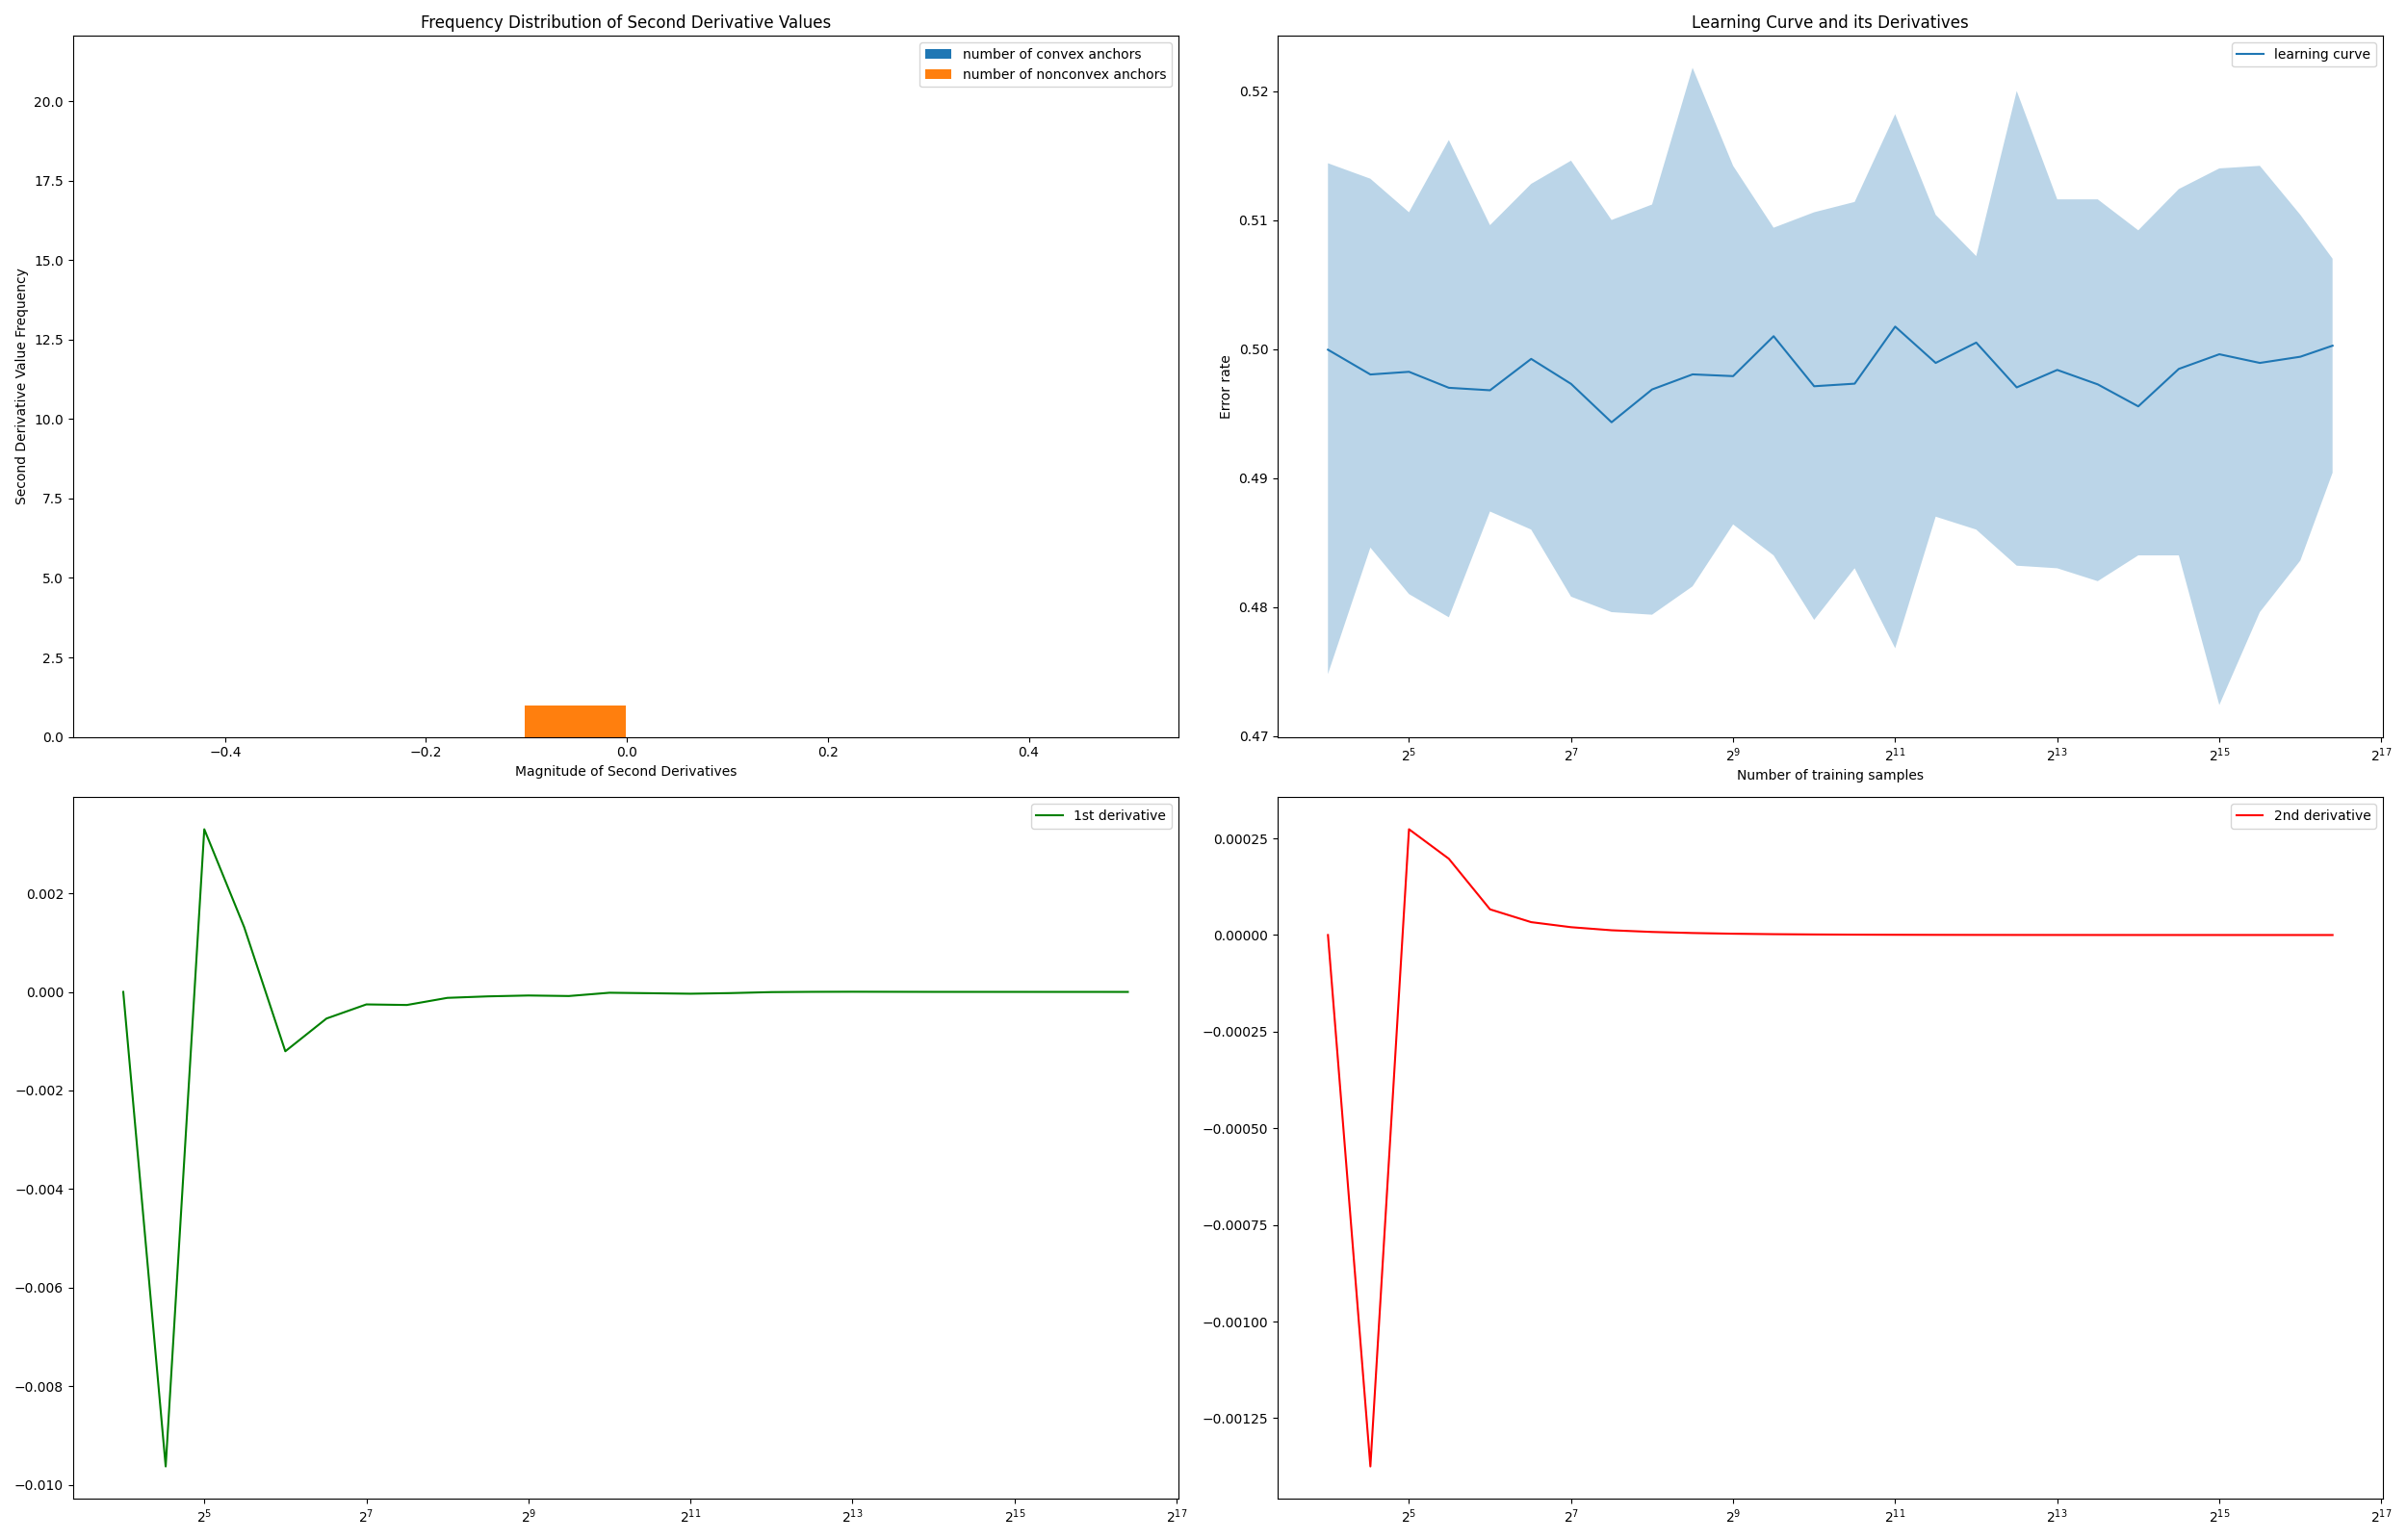 Frequency Distribution of Second Derivative Values
number of convex anchors
number of nonconvex anchors
Second Derivative Value Frequency
20.0
17.5
15.0
12.5
10.0
7.5
5.0
2.5
0.0
−0.4 −0.2 0.0 0.2 0.4
Magnitude of Second Derivatives
Learning Curve and its Derivatives
learning curve
Error rate
0.52
0.51
0.50
0.49
0.48
0.47
2^5 2^7 2^9 2^11 2^13 2^15 2^17
Number of training samples
1st derivative
0.002
0.000
−0.002
−0.004
−0.006
−0.008
−0.010
2^5 2^7 2^9 2^11 2^13 2^15 2^17
2nd derivative
0.00025
0.00000
−0.00025
−0.00050
−0.00075
−0.00100
−0.00125
2^5 2^7 2^9 2^11 2^13 2^15 2^17